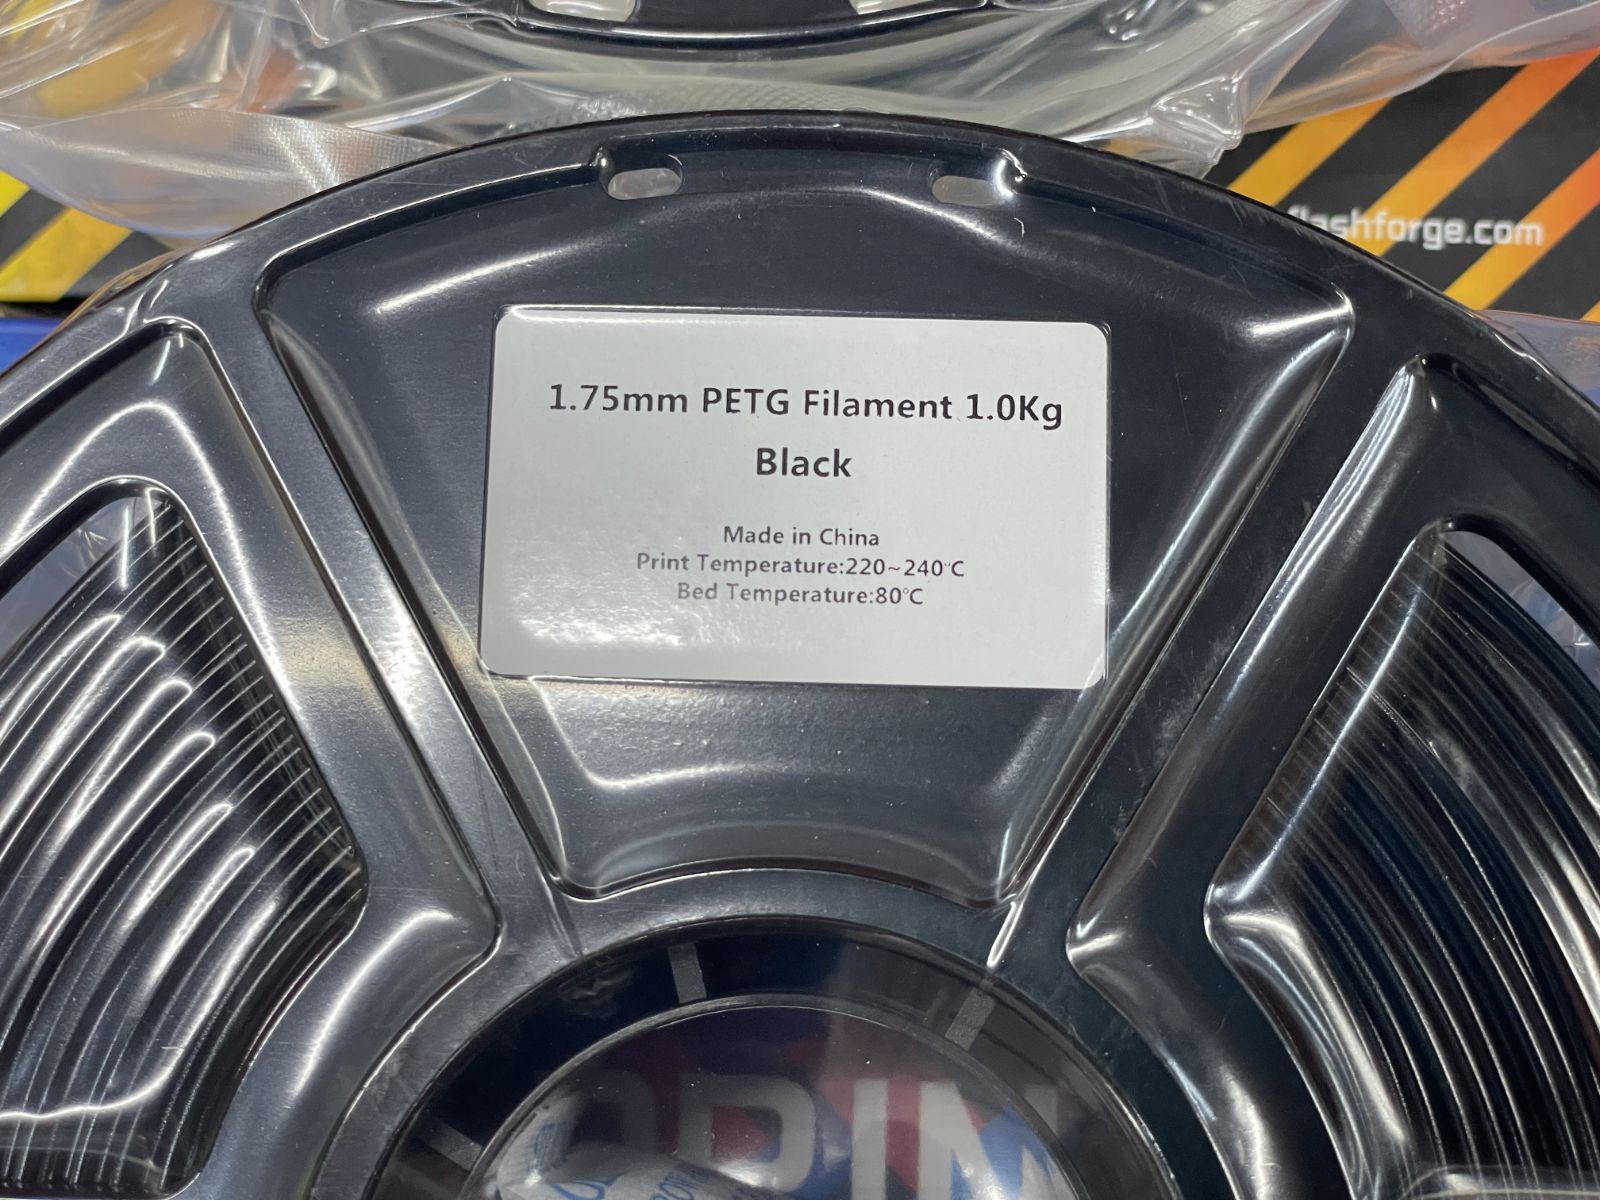 flashforge.com
1.75mm PETG Filament 1.0Kg
Black
Made in China
Print Temperature:220~240℃
Bed Temperature:80℃